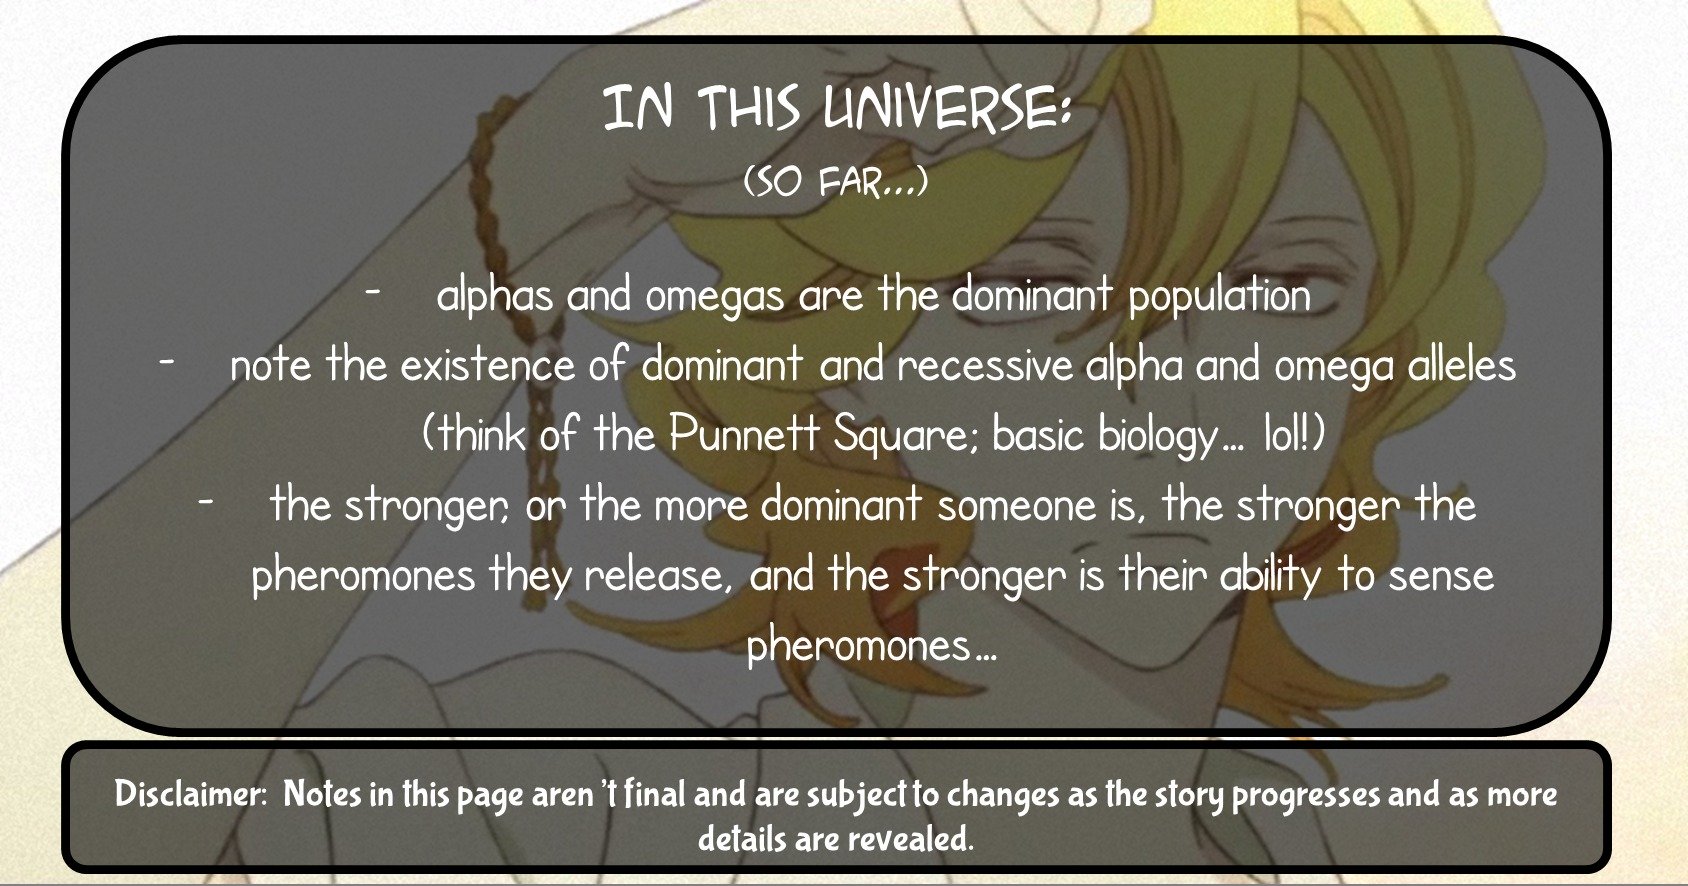 IN THIS UNIVERSE:
(SO FAR...)
- alphas and omegas are the dominant population
- note the existence of dominant and recessive alpha and omega alleles
(think of the Punnett Square; basic biology... lol!)
- the stronger, or the more dominant someone is, the stronger the
pheromones they release, and the stronger is their ability to sense
pheromones...
Disclaimer: Notes in this page aren't final and are subject to changes as the story progresses and as more
details are revealed.